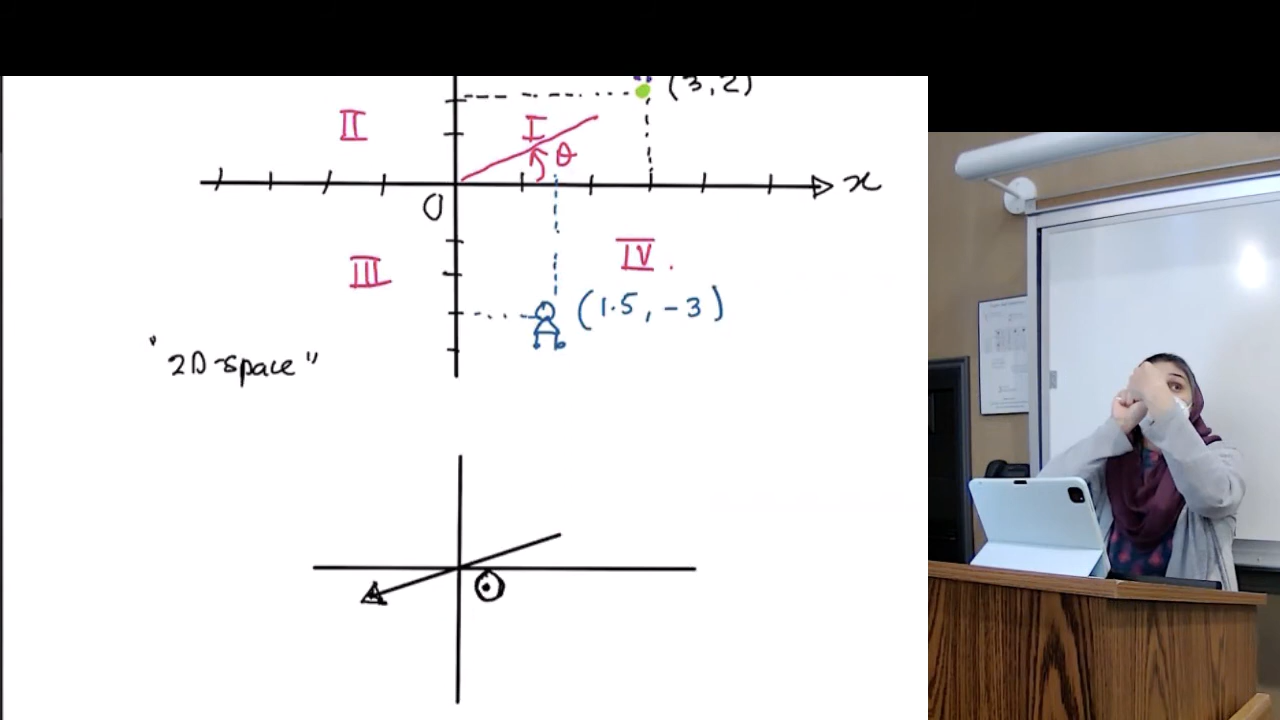 (3,2)
II
I
θ
x
O
IV.
III
(1.5, -3)
"2D-space"